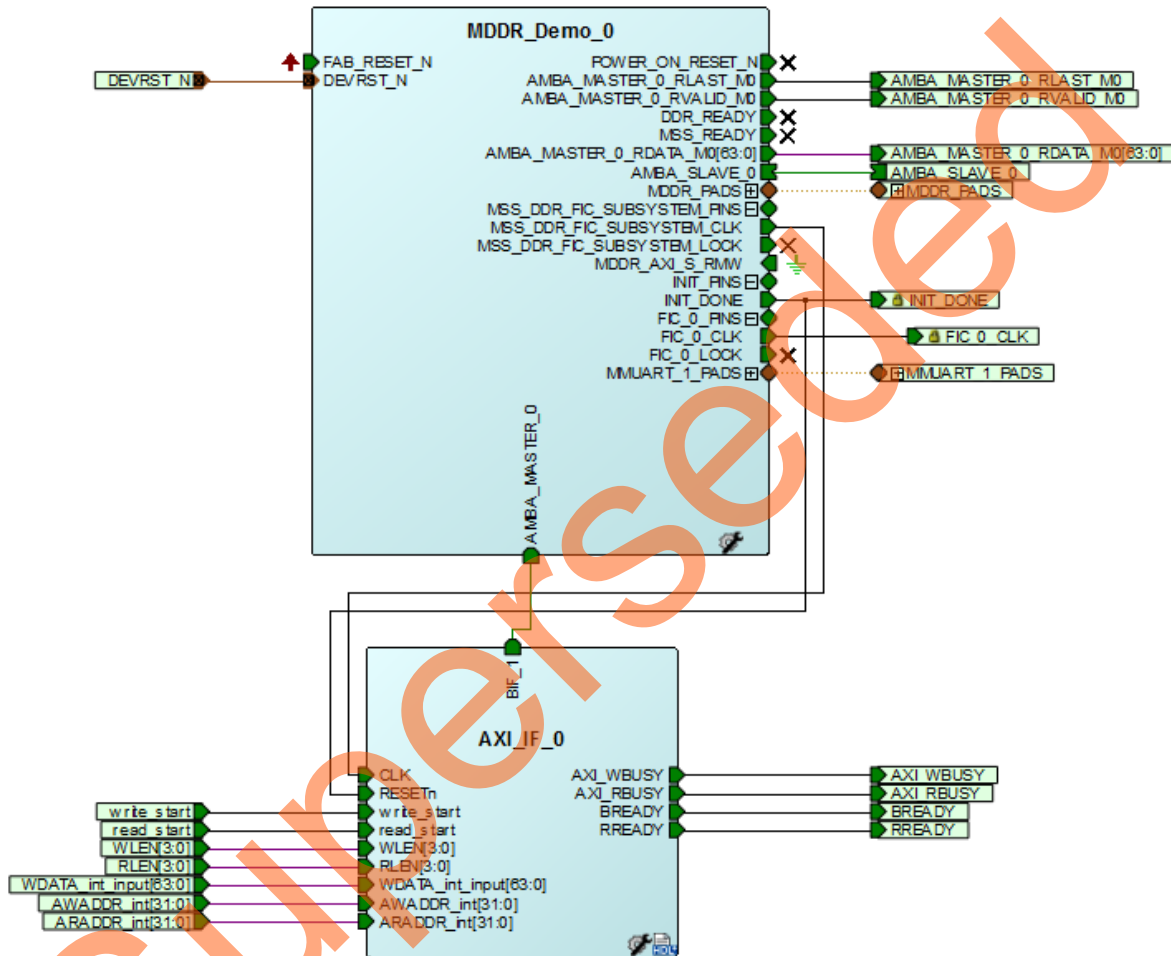 MDDR_Demo_0
FAB_RESET_N
DEVRST_N
DEVRST_N
POWER_ON_RESET_N
AMBA_MASTER_0_RLAST_M0
AMBA_MASTER_0_RLAST_M0
AMBA_MASTER_0_RVALID_M0
AMBA_MASTER_0_RVALID_M0
DDR_READY
MSS_READY
AMBA_MASTER_0_RDATA_M0[63:0]
AMBA_MASTER_0_RDATA_M0[63:0]
AMBA_SLAVE_0
AMBA_SLAVE_0
MDDR_PADS
MDDR_PADS
MSS_DDR_FIC_SUBSYSTEM_PINS
MSS_DDR_FIC_SUBSYSTEM_CLK
MSS_DDR_FIC_SUBSYSTEM_LOCK
MDDR_AXI_S_RMW
INIT_PINS
INIT_DONE
INIT_DONE
FIC_0_PINS
FIC_0_CLK
FIC_0_CLK
FIC_0_LOCK
MMUART_1_PADS
MMUART_1_PADS
AMBA_MASTER_0
BIF_1
AXI_IF_0
CLK
RESETn
write_start
write_start
read_start
read_start
WLEN[3:0]
WLEN[3:0]
RLEN[3:0]
RLEN[3:0]
WDATA_int_input[63:0]
WDATA_int_input[63:0]
AWADDR_int[31:0]
AWADDR_int[31:0]
ARADDR_int[31:0]
ARADDR_int[31:0]
AXI_WBUSY
AXI_WBUSY
AXI_RBUSY
AXI_RBUSY
BREADY
BREADY
RREADY
RREADY
HDL
superseded